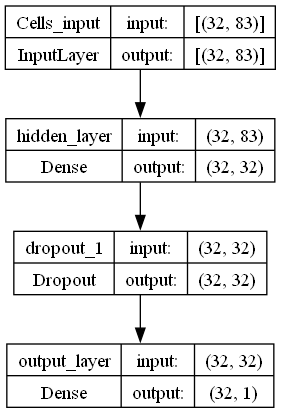 Cells_input input: [(32, 83)]
InputLayer output: [(32, 83)]
hidden_layer input: (32, 83)
Dense output: (32, 32)
dropout_1 input: (32, 32)
Dropout output: (32, 32)
output_layer input: (32, 32)
Dense output: (32, 1)